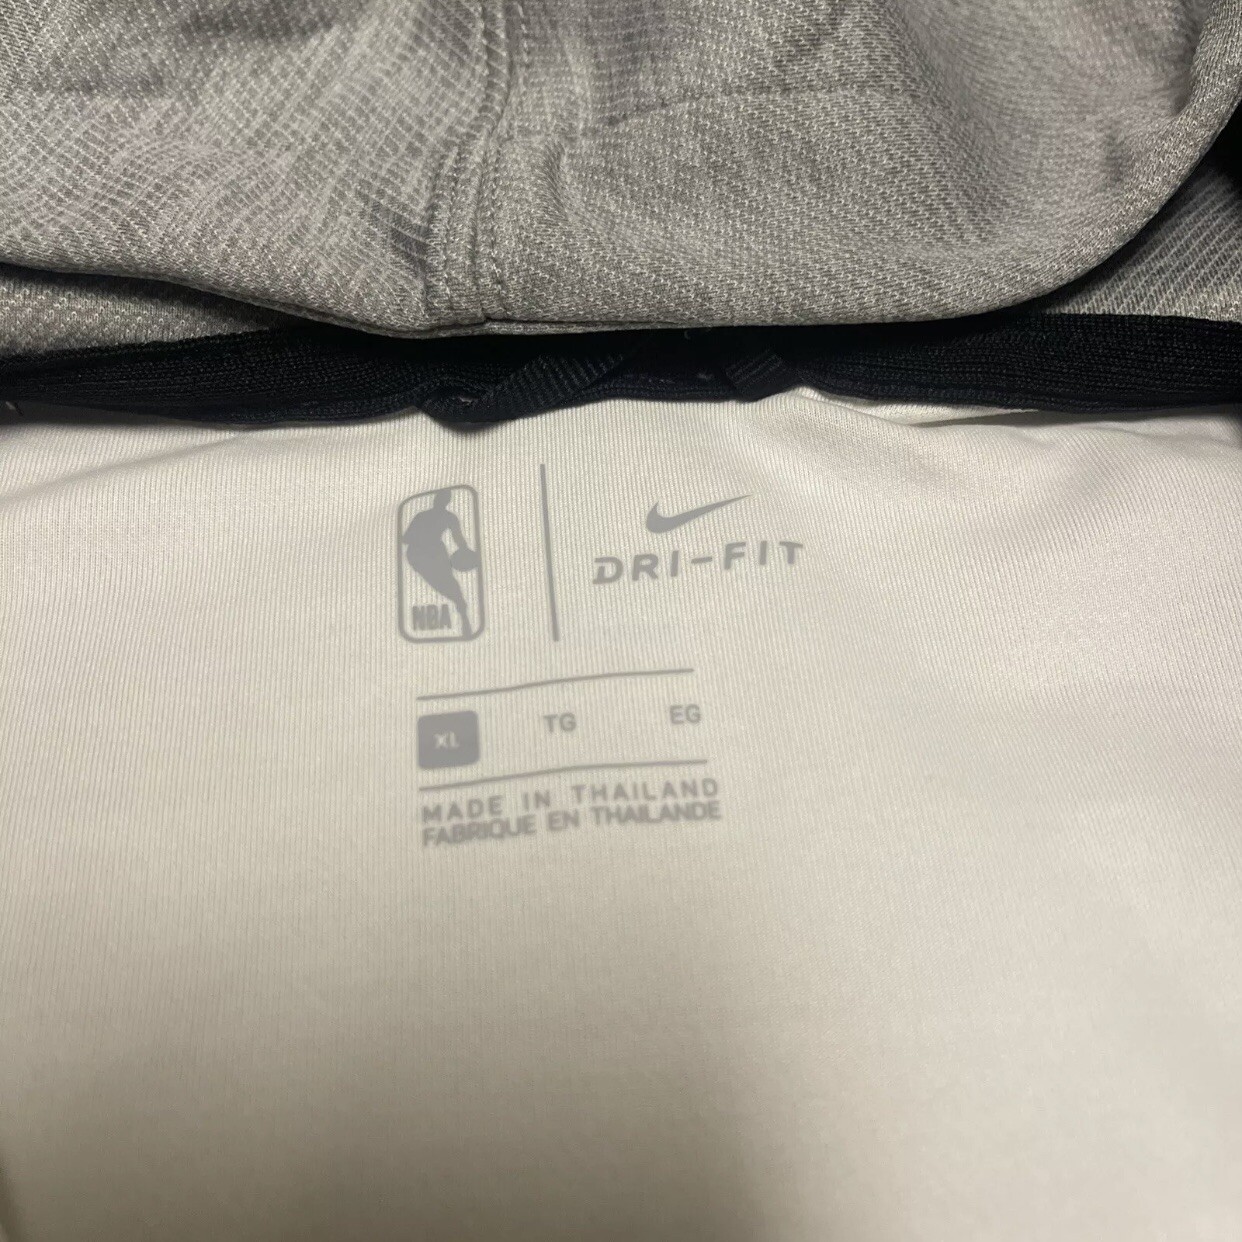 NBA
DRI-FIT
XL TG EG
MADE IN THAILAND
FABRIQUE EN THAILANDE